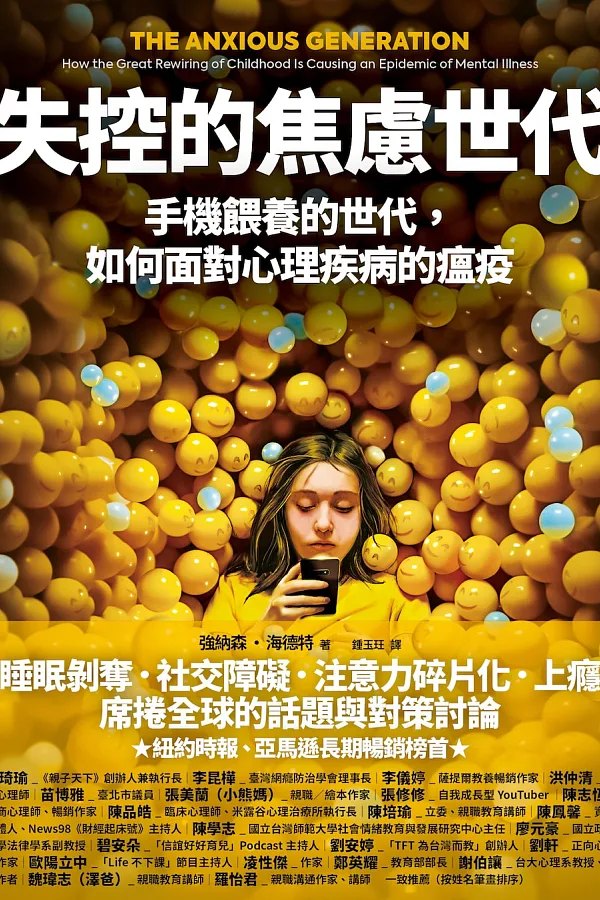 THE ANXIOUS GENERATION
How the Great Rewiring of Childhood Is Causing an Epidemic of Mental Illness
失控的焦慮世代
手機餵養的世代，
如何面對心理疾病的瘟疫
強納森・海德特 著 鍾玉玨 譯
睡眠剝奪・社交障礙・注意力碎片化・上癮
席捲全球的話題與對策討論
★紐約時報、亞馬遜長期暢銷榜首★
琦瑜_《親子天下》創辦人兼執行長|李昆樺_臺灣網癮防治學會理事長|李儀婷_薩提爾教養暢銷作家|洪仲清_
心理師|苗博雅_臺北市議員|張美蘭（小熊媽）_親職／繪本作家|張修修_自我成長型 YouTuber|陳志恆
商心理師、暢銷作家|陳品皓_臨床心理師、米露谷心理治療所執行長|陳培瑜_立委、親職教育講師|陳鳳馨_資
體人、News98《財經起床號》主持人|陳學志_國立台灣師範大學社會情緒教育與發展研究中心主任|廖元豪_國立政
學法律學系副教授|碧安朵_「信誼好好育兒」Podcast 主持人|劉安婷_「TFT 為台灣而教」創辦人|劉軒_正向心
作家|歐陽立中_「Life 不下課」節目主持人|凌性傑_作家|鄭英耀_教育部部長|謝伯讓_台大心理系教授、
作者|魏瑋志（澤爸）_親職教育講師|羅怡君_親職溝通作家、講師 一致推薦（按姓名筆畫排序）